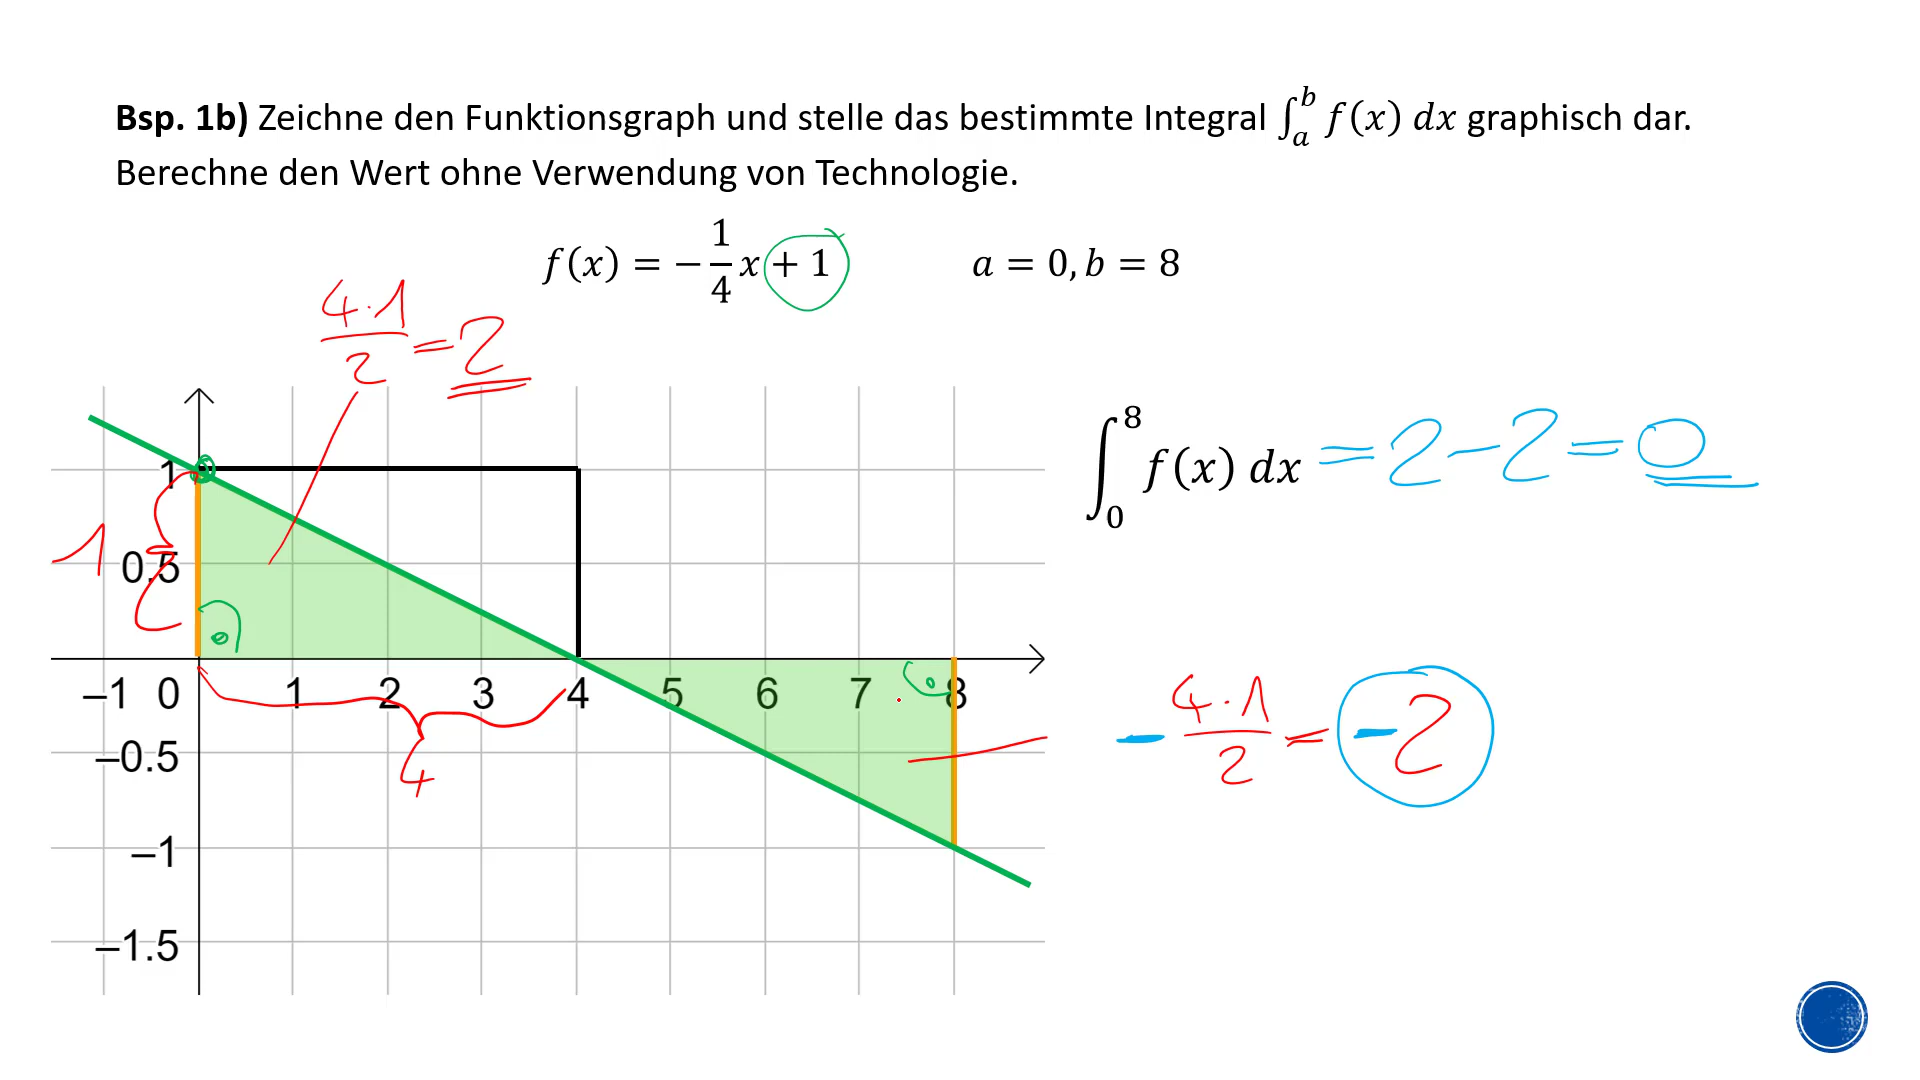 Bsp. 1b) Zeichne den Funktionsgraph und stelle das bestimmte Integral ∫_a^b f(x) dx graphisch dar.
Berechne den Wert ohne Verwendung von Technologie.
f(x) = −1/4 x + 1 a = 0, b = 8
4·1/2 = 2
∫_0^8 f(x) dx = 2 − 2 = 0
1
1
0.5
−1 0 1 2 3 4 5 6 7 8
−0.5
4
− 4·1/2 = −2
−1
−1.5